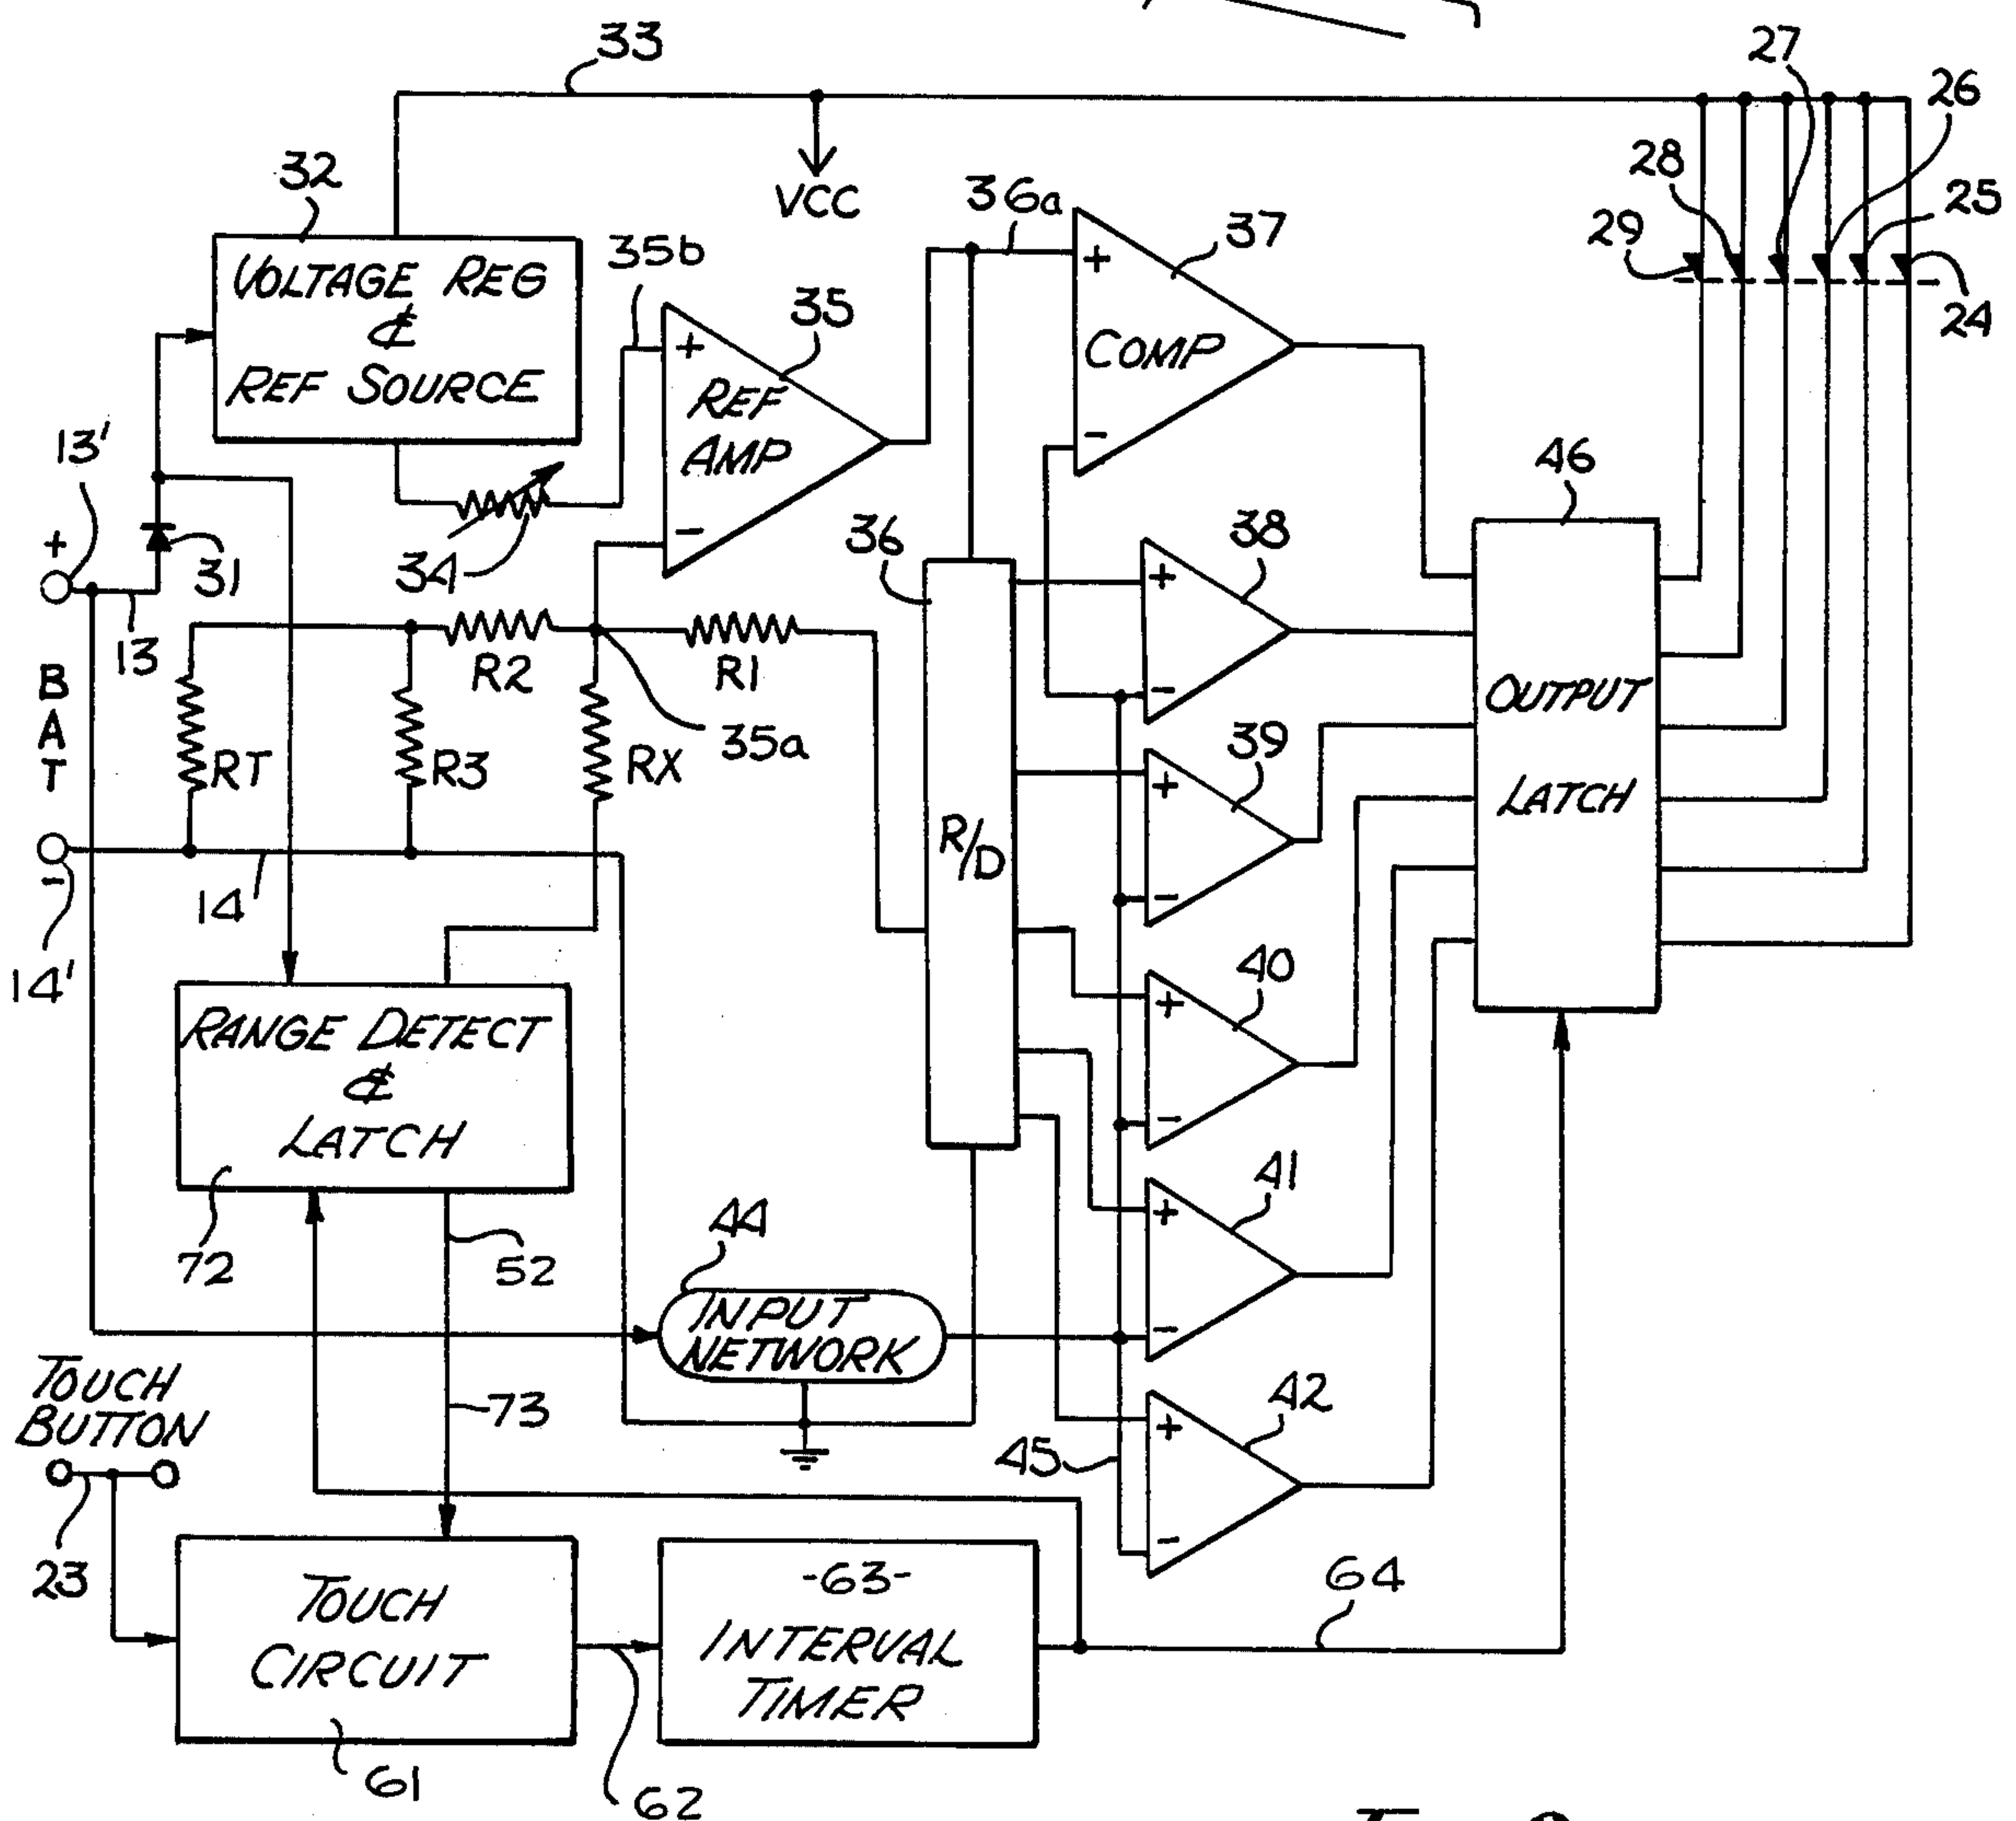 33
27
26
32
28
VCC
36a
25
29
37
35b
+
VOLTAGE REG
&
REF SOURCE
35
24
+
REF
AMP
COMP
13'
-
46
+
34
31
-
36
38
+
13
R2
R1
-
35a
BAT
RT
R3
RX
39
+
OUTPUT
LATCH
R/D
-
14
-
14'
40
+
RANGE DETECT
&
LATCH
-
72
52
44
41
+
INPUT
NETWORK
-
TOUCH
BUTTON
73
42
+
45
23
-
TOUCH
CIRCUIT
-63-
INTERVAL
TIMER
64
61
62